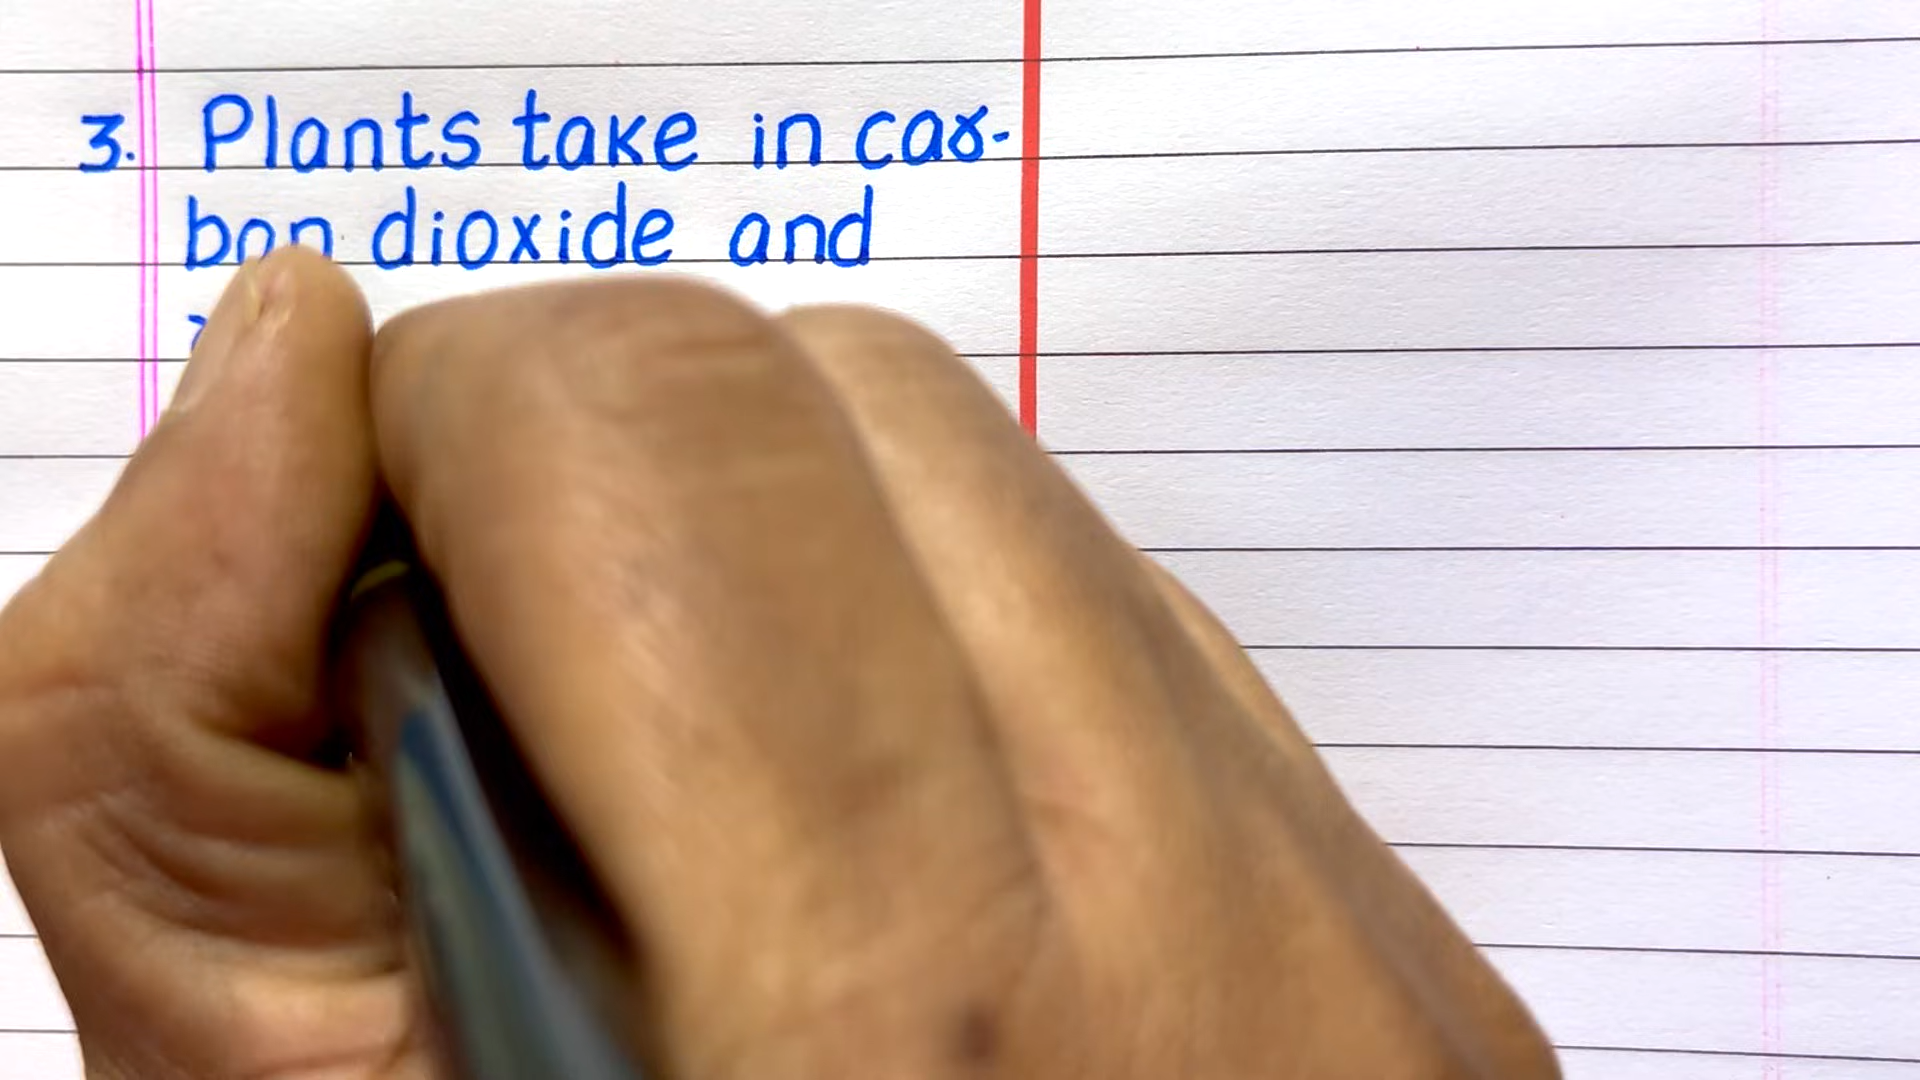 3. Plants take in car-
bon dioxide and